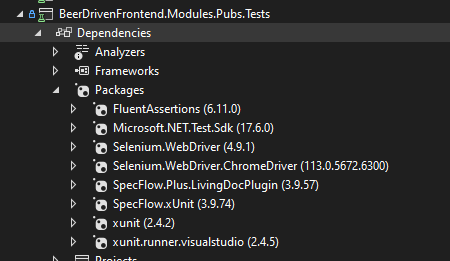 BeerDrivenFrontend.Modules.Pubs.Tests
Dependencies
Analyzers
Frameworks
Packages
FluentAssertions (6.11.0)
Microsoft.NET.Test.Sdk (17.6.0)
Selenium.WebDriver (4.9.1)
Selenium.WebDriver.ChromeDriver (113.0.5672.6300)
SpecFlow.Plus.LivingDocPlugin (3.9.57)
SpecFlow.xUnit (3.9.74)
xunit (2.4.2)
xunit.runner.visualstudio (2.4.5)
Projects